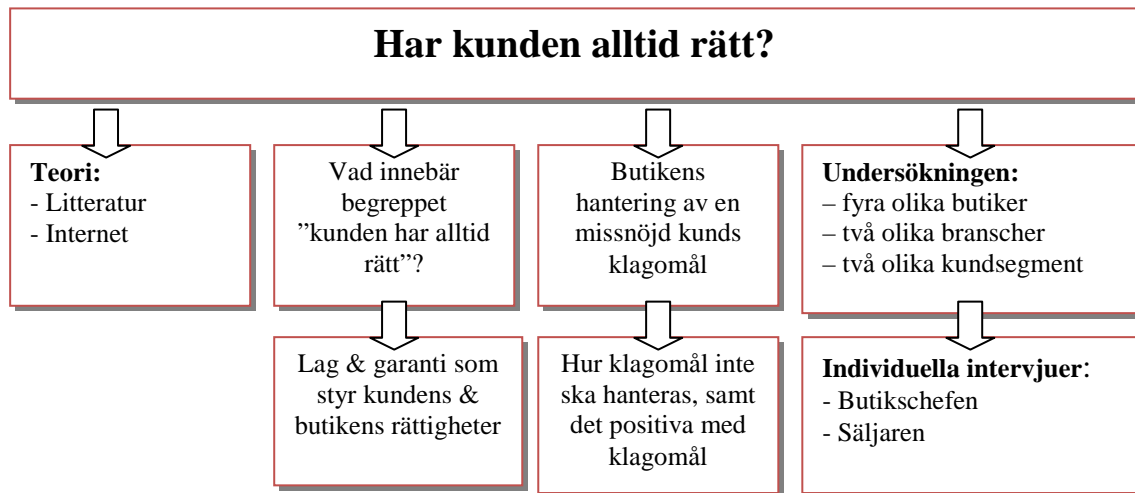 Har kunden alltid rätt?
Teori:
- Litteratur
- Internet
Vad innebär
begreppet
”kunden har alltid
rätt”?
Butikens
hantering av en
missnöjd kunds
klagomål
Undersökningen:
– fyra olika butiker
– två olika branscher
– två olika kundsegment
Lag & garanti som
styr kundens &
butikens rättigheter
Hur klagomål inte
ska hanteras, samt
det positiva med
klagomål
Individuella intervjuer:
- Butikschefen
- Säljaren